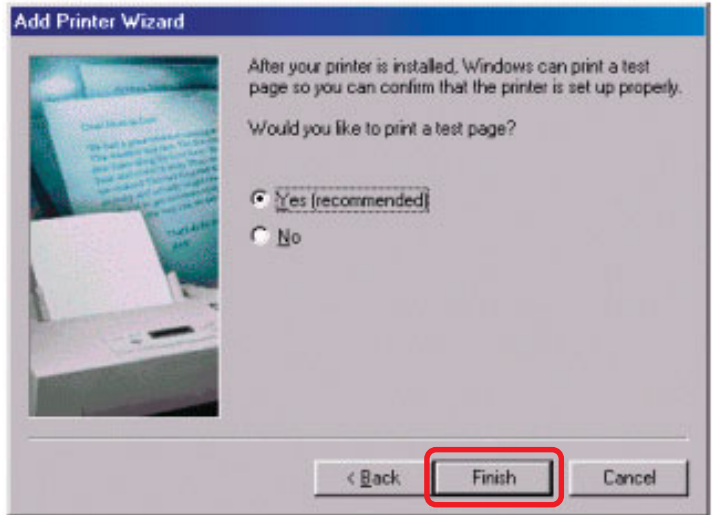 Add Printer Wizard
After your printer is installed, Windows can print a test
page so you can confirm that the printer is set up properly.
Would you like to print a test page?
Yes (recommended)
No
< Back
Finish
Cancel